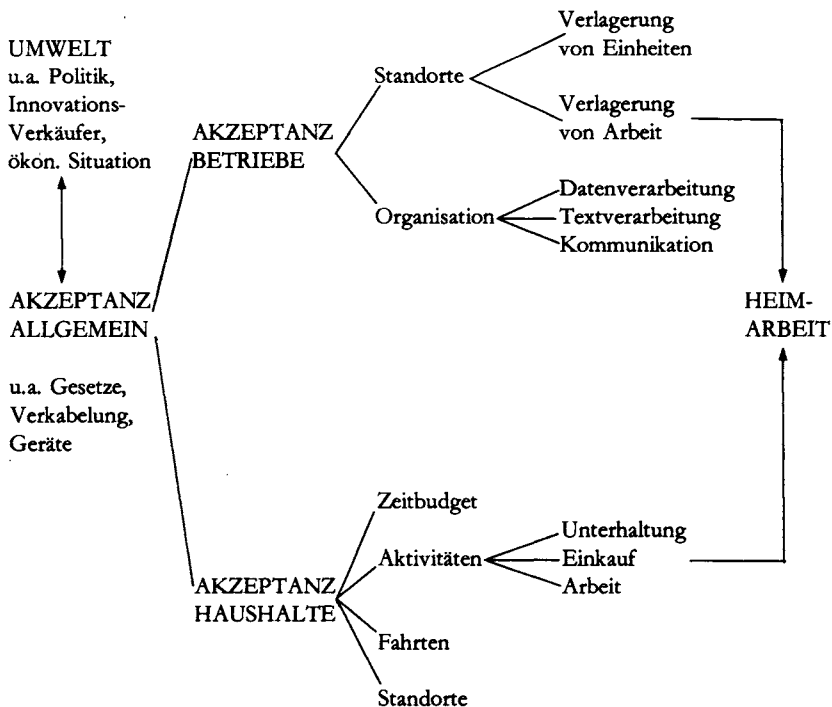 UMWELT
u.a. Politik,
Innovations-
Verkäufer,
ökon. Situation
AKZEPTANZ
ALLGEMEIN
u.a. Gesetze,
Verkabelung,
Geräte
AKZEPTANZ
BETRIEBE
Standorte
Verlagerung
von Einheiten
Verlagerung
von Arbeit
Organisation
Datenverarbeitung
Textverarbeitung
Kommunikation
HEIM-
ARBEIT
AKZEPTANZ
HAUSHALTE
Zeitbudget
Aktivitäten
Unterhaltung
Einkauf
Arbeit
Fahrten
Standorte